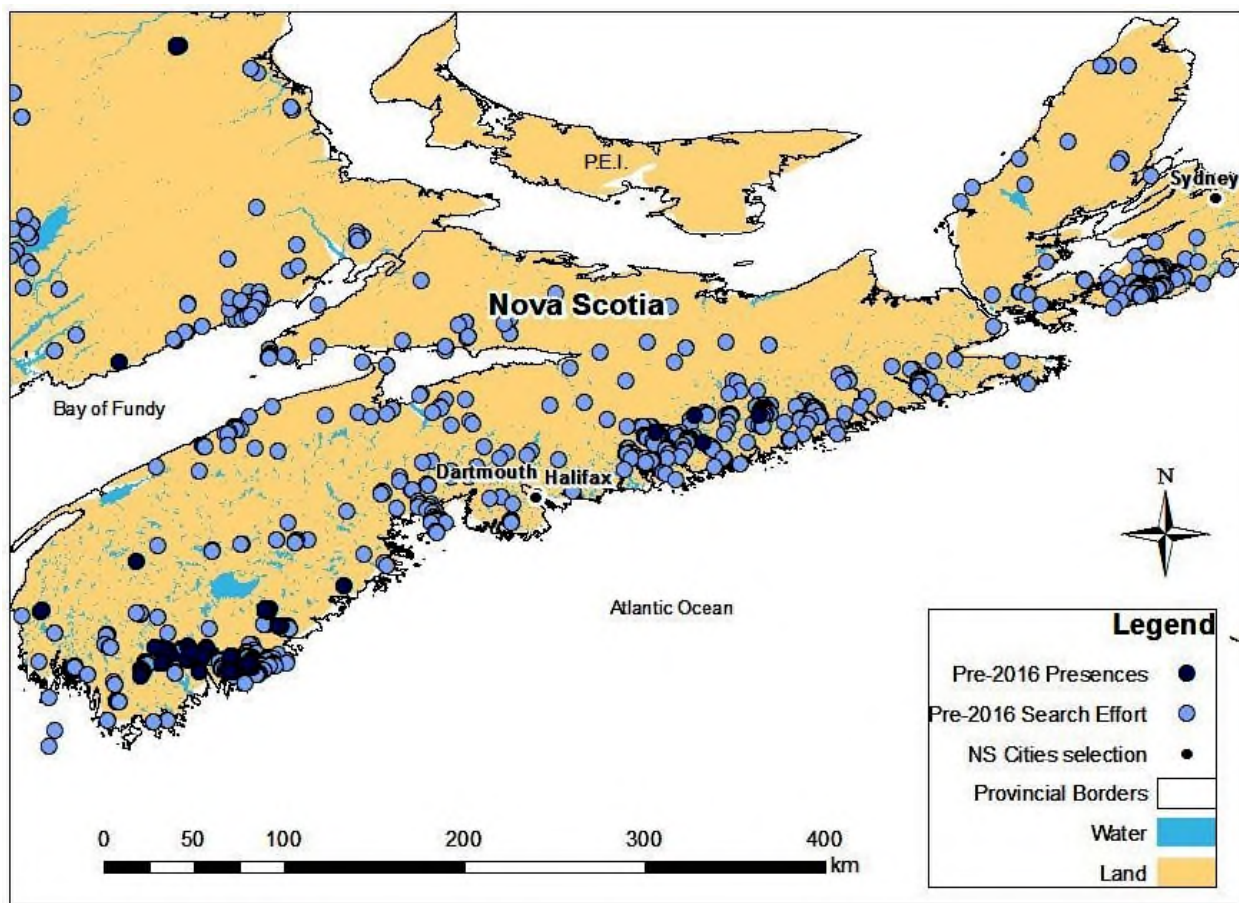 P.E.I.
Sydney
Nova Scotia
Bay of Fundy
Dartmouth Halifax
N
Atlantic Ocean
Legend
Pre-2016 Presences
Pre-2016 Search Effort
NS Cities selection
Provincial Borders
Water
Land
0 50 100 200 300 400
km